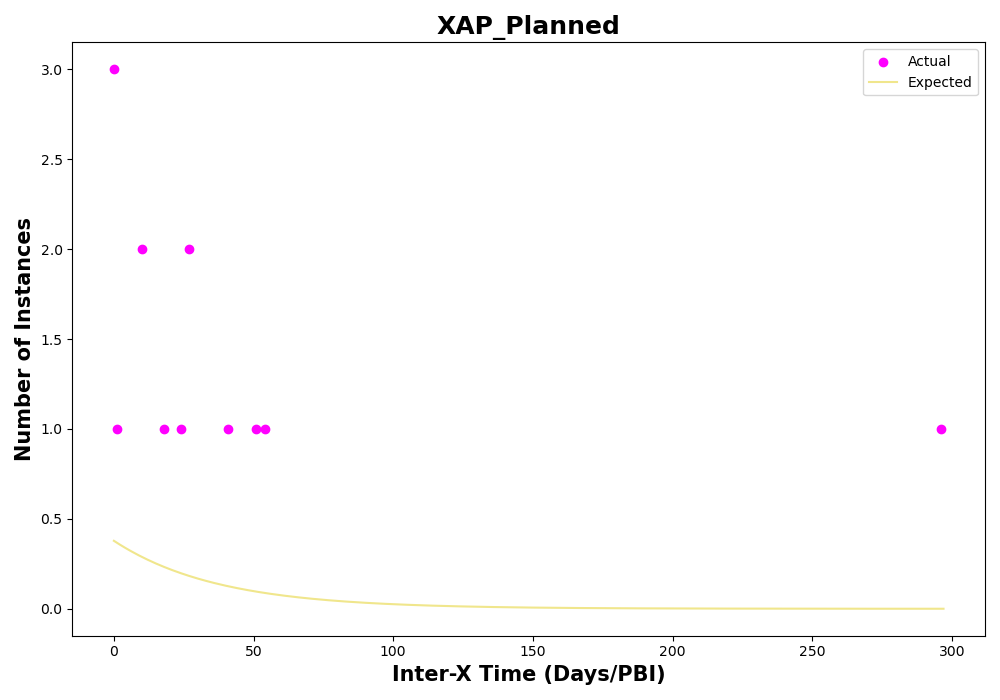 XAP_Planned
Actual
Expected
3.0
2.5
2.0
1.5
1.0
0.5
0.0
Number of Instances
0
50
100
150
200
250
300
Inter-X Time (Days/PBI)